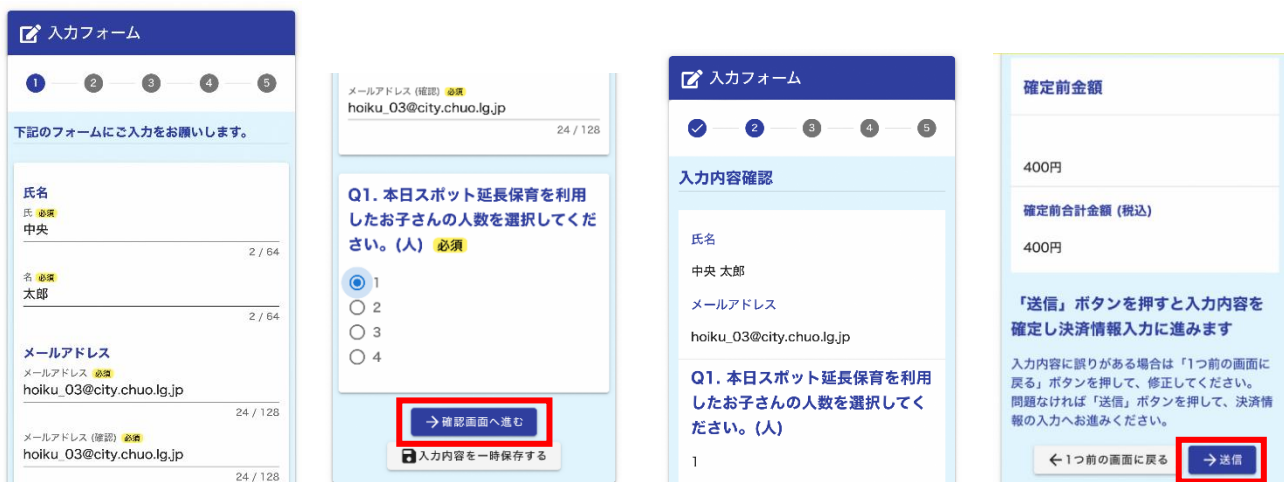 入力フォーム
1 2 3 4 5
下記のフォームにご入力をお願いします。
氏名
氏 必須
中央
2 / 64
名 必須
太郎
2 / 64
メールアドレス
メールアドレス 必須
hoiku_03@city.chuo.lg.jp
24 / 128
メールアドレス (確認) 必須
hoiku_03@city.chuo.lg.jp
24 / 128
メールアドレス (確認) 必須
hoiku_03@city.chuo.lg.jp
24 / 128
Q1. 本日スポット延長保育を利用
したお子さんの人数を選択してくだ
さい。(人) 必須
1
2
3
4
→確認画面へ進む
入力内容を一時保存する
入力フォーム
2 3 4 5
入力内容確認
氏名
中央 太郎
メールアドレス
hoiku_03@city.chuo.lg.jp
Q1. 本日スポット延長保育を利用
したお子さんの人数を選択してく
ださい。(人)
1
確定前金額
400円
確定前合計金額 (税込)
400円
「送信」ボタンを押すと入力内容を
確定し決済情報入力に進みます
入力内容に誤りがある場合は「1つ前の画面に
戻る」ボタンを押して、修正してください。
問題なければ「送信」ボタンを押して、決済情
報の入力へお進みください。
←1つ前の画面に戻る
→送信